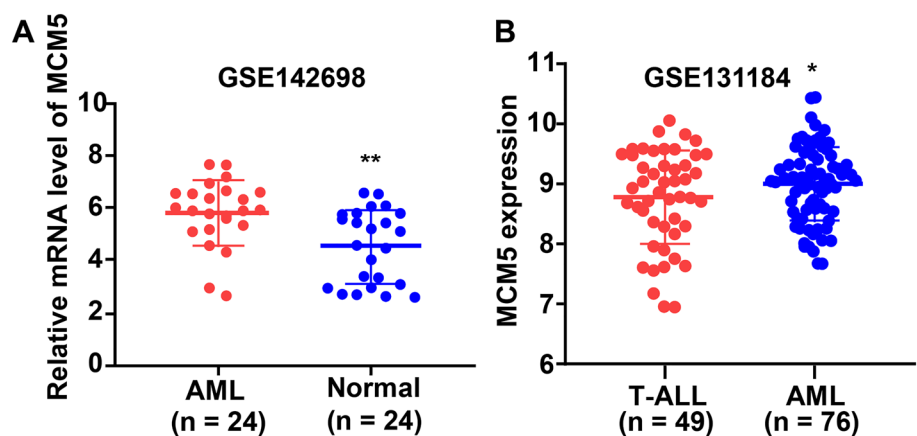 A
Relative mRNA level of MCM5
GSE142698
**
10
8
6
4
2
0
AML
(n = 24)
Normal
(n = 24)
B
MCM5 expression
GSE131184
*
11
10
9
8
7
6
T-ALL
(n = 49)
AML
(n = 76)